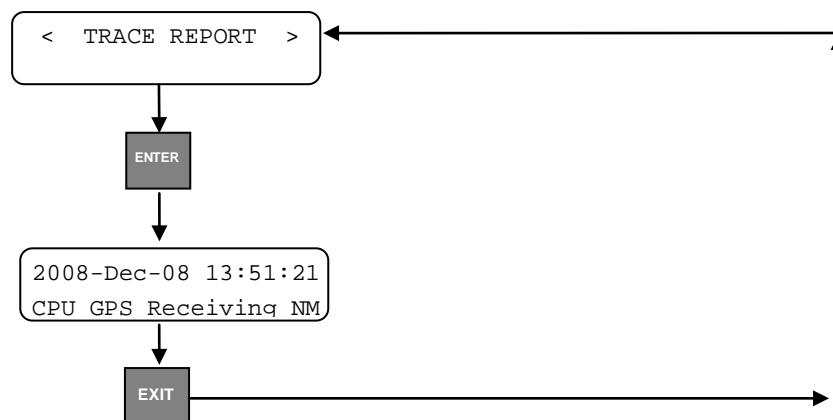 < TRACE REPORT >
ENTER
2008-Dec-08 13:51:21
CPU GPS Receiving NM
EXIT